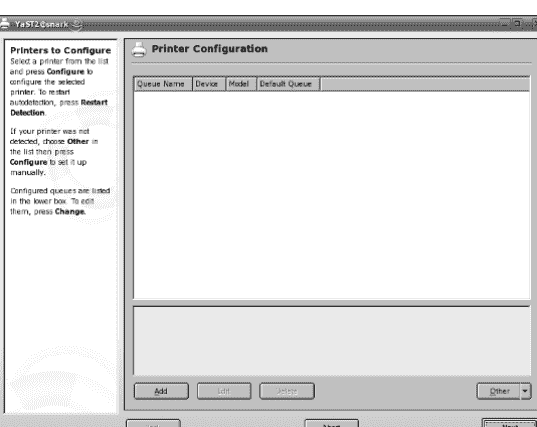 YaST2@snark
Printers to Configure
Select a printer from the list
and press Configure to
configure the selected
printer. To restart
autodetection, press Restart
Detection.
If your printer was not
detected, choose Other in
the list then press
Configure to set it up
manually.
Configured queues are listed
in the lower box. To edit
them, press Change.
Printer Configuration
Queue Name Device Model Default Queue
Add Edit Delete Other
Abort Next